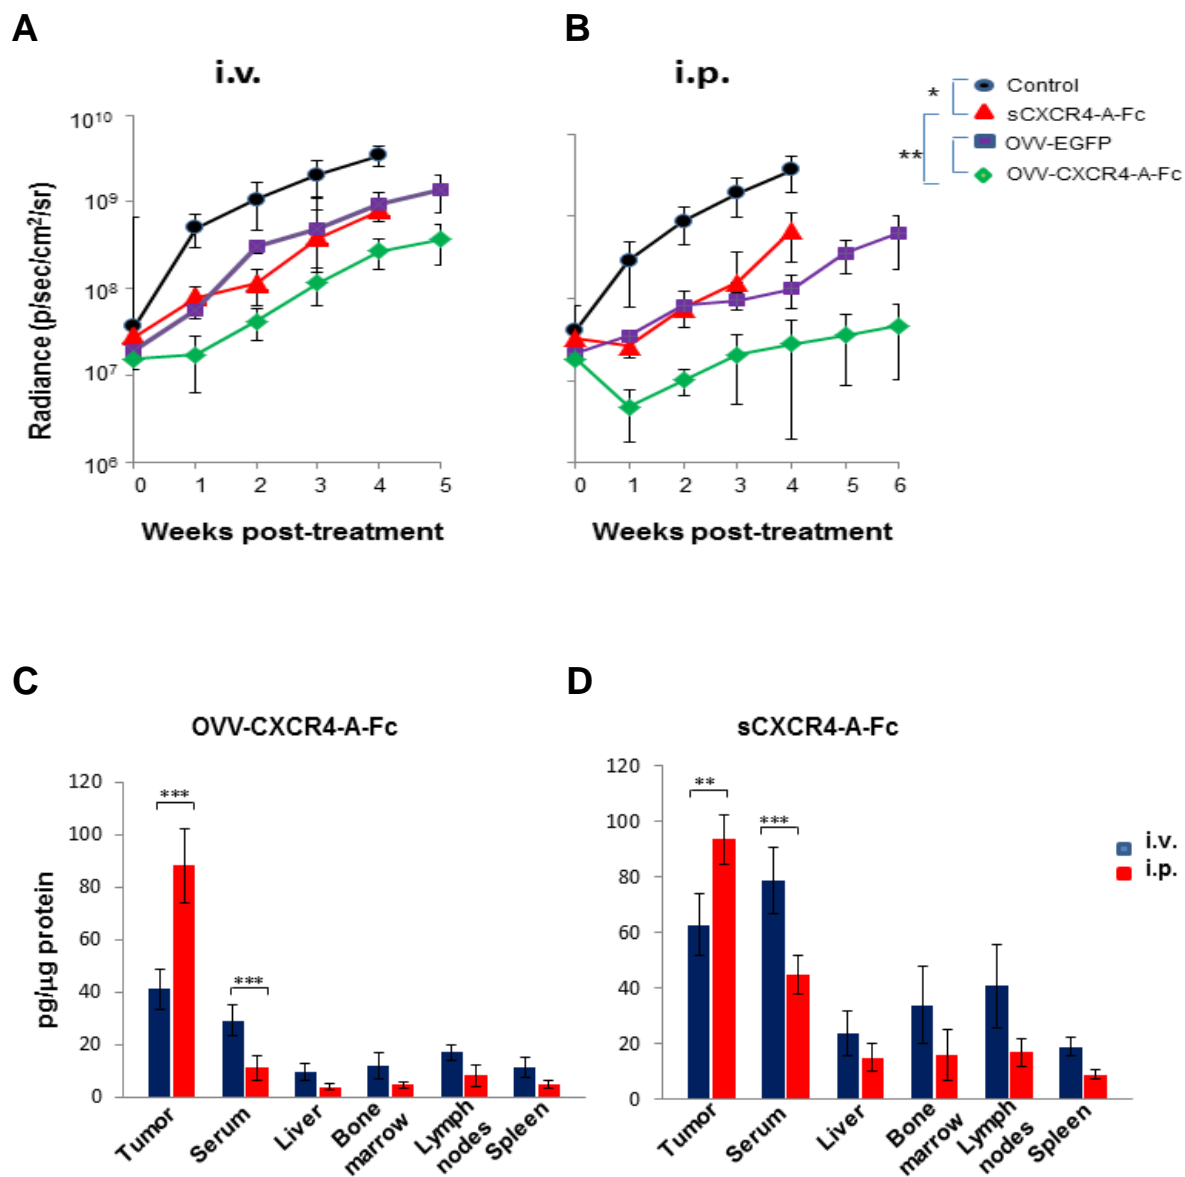 A
B
i.v.
i.p.
Control
sCXCR4-A-Fc
OVV-EGFP
OVV-CXCR4-A-Fc
*
**
Radiance (p/sec/cm²/sr)
10¹⁰
10⁹
10⁸
10⁷
10⁶
0 1 2 3 4 5
0 1 2 3 4 5 6
Weeks post-treatment
Weeks post-treatment
C
D
OVV-CXCR4-A-Fc
sCXCR4-A-Fc
pg/µg protein
120
100
80
60
40
20
0
***
***
Tumor
Serum
Liver
Bone
marrow
Lymph
nodes
Spleen
120
100
80
60
40
20
0
**
***
Tumor
Serum
Liver
Bone
marrow
Lymph
nodes
Spleen
i.v.
i.p.